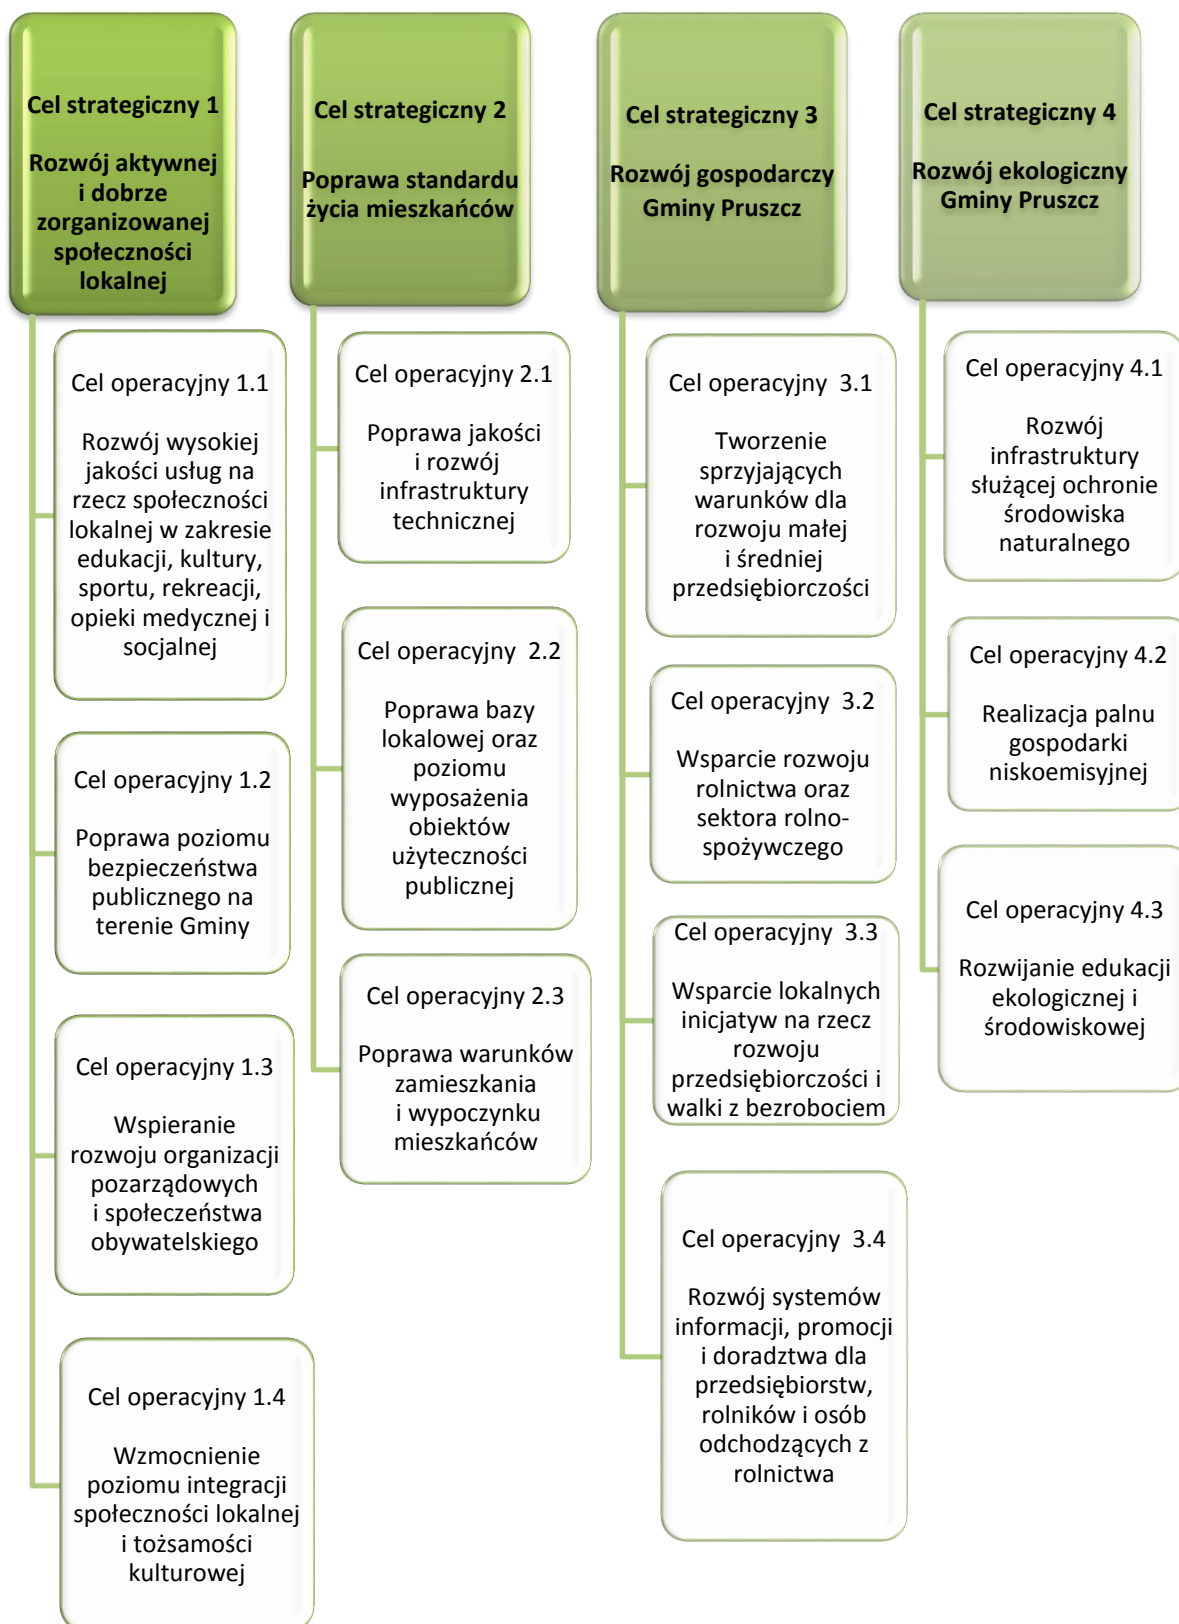 Cel strategiczny 1
Rozwój aktywnej
i dobrze
zorganizowanej
społeczności
lokalnej
Cel operacyjny 1.1
Rozwój wysokiej
jakości usług na
rzecz społeczności
lokalnej w zakresie
edukacji, kultury,
sportu, rekreacji,
opieki medycznej i
socjalnej
Cel operacyjny 1.2
Poprawa poziomu
bezpieczeństwa
publicznego na
terenie Gminy
Cel operacyjny 1.3
Wspieranie
rozwoju organizacji
pozarządowych
i społeczeństwa
obywatelskiego
Cel operacyjny 1.4
Wzmocnienie
poziomu integracji
społeczności lokalnej
i tożsamości
kulturowej
Cel strategiczny 2
Poprawa standardu
życia mieszkańców
Cel operacyjny 2.1
Poprawa jakości
i rozwój
infrastruktury
technicznej
Cel operacyjny 2.2
Poprawa bazy
lokalowej oraz
poziomu
wyposażenia
obiektów
użyteczności
publicznej
Cel operacyjny 2.3
Poprawa warunków
zamieszkania
i wypoczynku
mieszkańców
Cel strategiczny 3
Rozwój gospodarczy
Gminy Pruszcz
Cel operacyjny 3.1
Tworzenie
sprzyjających
warunków dla
rozwoju małej
i średniej
przedsiębiorczości
Cel operacyjny 3.2
Wsparcie rozwoju
rolnictwa oraz
sektora rolno-
spożywczego
Cel operacyjny 3.3
Wsparcie lokalnych
inicjatyw na rzecz
rozwoju
przedsiębiorczości i
walki z bezrobociem
Cel operacyjny 3.4
Rozwój systemów
informacji, promocji
i doradztwa dla
przedsiębiorstw,
rolników i osób
odchodzących z
rolnictwa
Cel strategiczny 4
Rozwój ekologiczny
Gminy Pruszcz
Cel operacyjny 4.1
Rozwój
infrastruktury
służącej ochronie
środowiska
naturalnego
Cel operacyjny 4.2
Realizacja palnu
gospodarki
niskoemisyjnej
Cel operacyjny 4.3
Rozwijanie edukacji
ekologicznej i
środowiskowej